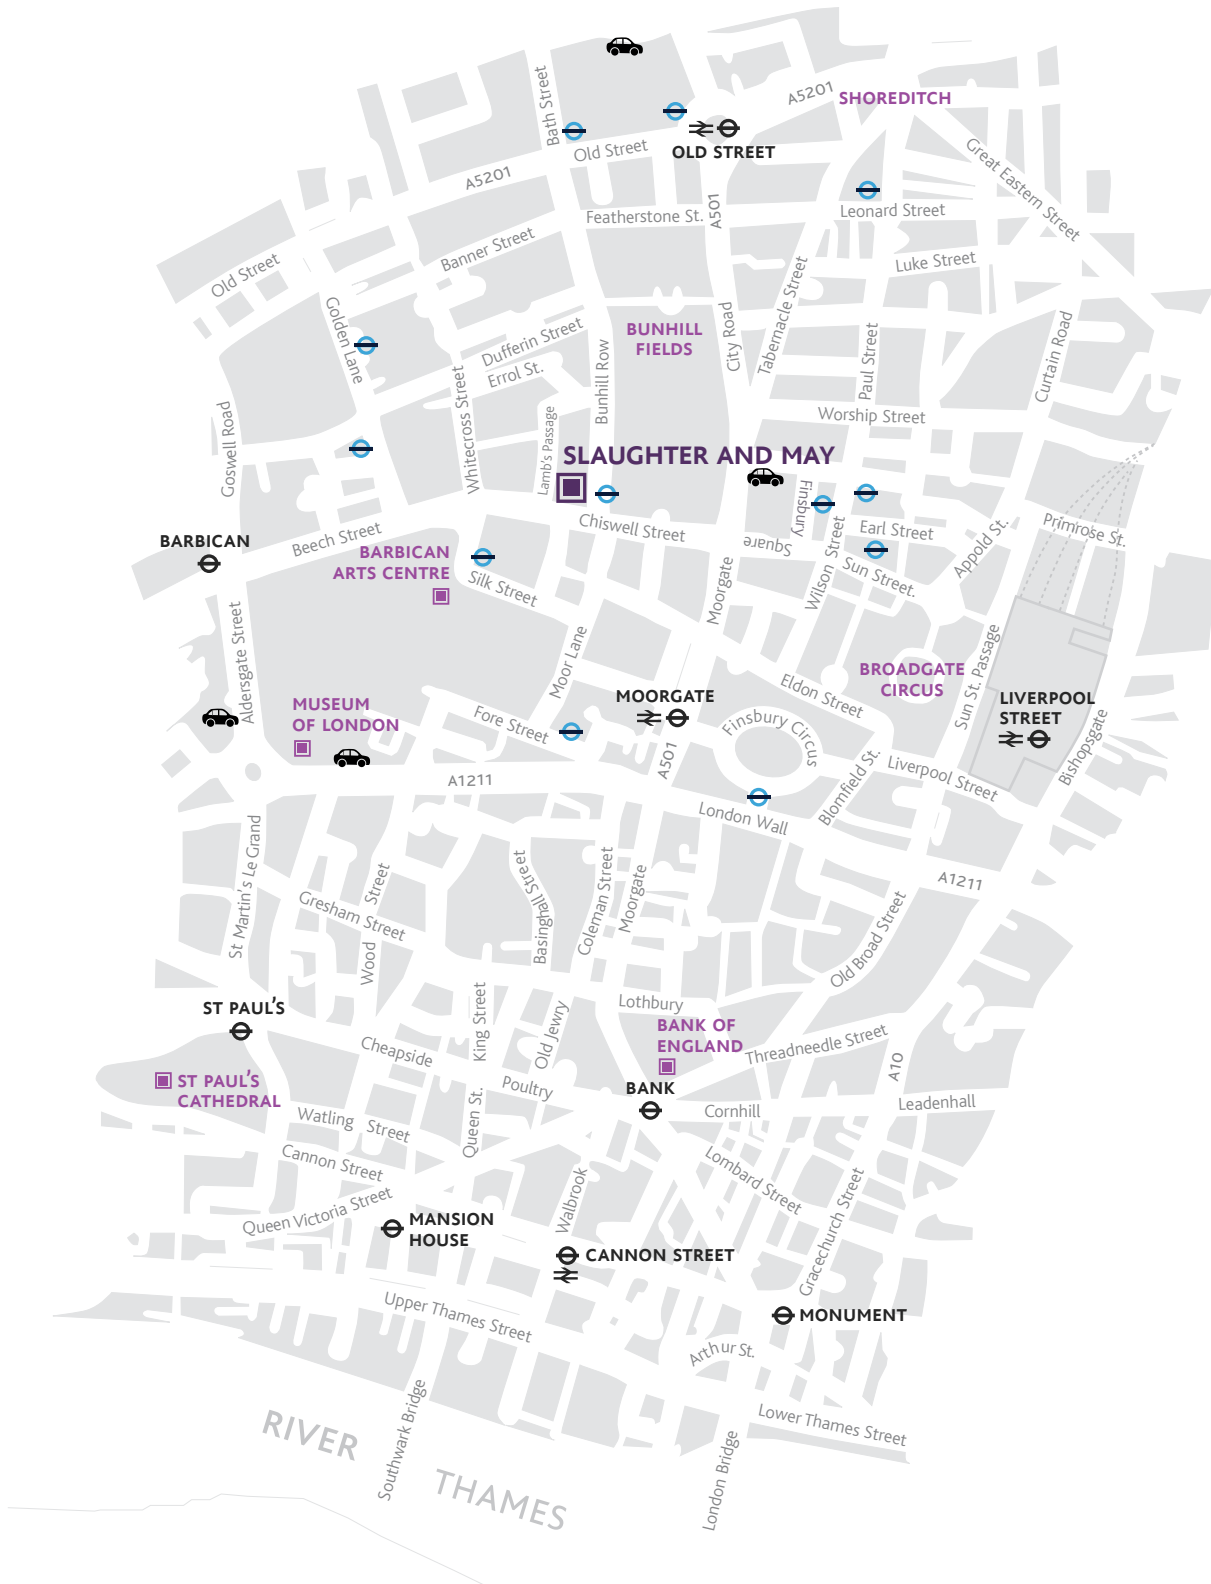 A5201
SHOREDITCH
Bath Street
Old Street
OLD STREET
Great Eastern Street
A5201
A501
Featherstone St.
Leonard Street
Banner Street
Luke Street
Old Street
Golden Lane
Tabernacle Street
BUNHILL
FIELDS
City Road
Dufferin Street
Errol St.
Bunhill Row
Paul Street
Curtain Road
Whitecross Street
Goswell Road
Lamb's Passage
Worship Street
SLAUGHTER AND MAY
Finsbury
Square
Chiswell Street
Earl Street
Primrose St.
Appold St.
Beech Street
BARBICAN
BARBICAN
ARTS CENTRE
Silk Street
Wilson Street
Sun Street.
Moorgate
Aldersgate Street
Moor Lane
Sun St. Passage
BROADGATE
CIRCUS
Eldon Street
MOORGATE
LIVERPOOL
STREET
MUSEUM
OF LONDON
Fore Street
Finsbury Circus
Bishopsgate
A501
A1211
Liverpool Street
Blomfield St.
London Wall
A1211
St Martin's Le Grand
Wood Street
Gresham Street
Basinghall Street
Coleman Street
Moorgate
Old Broad Street
ST PAUL'S
King Street
Old Jewry
Lothbury
BANK OF
ENGLAND
Threadneedle Street
Cheapside
A10
ST PAUL'S
CATHEDRAL
Poultry
BANK
Cornhill
Leadenhall
Watling Street
Queen St.
Cannon Street
Lombard Street
Walbrook
Queen Victoria Street
MANSION
HOUSE
Gracechurch Street
CANNON STREET
Upper Thames Street
MONUMENT
Arthur St.
Southwark Bridge
Lower Thames Street
London Bridge
RIVER
THAMES